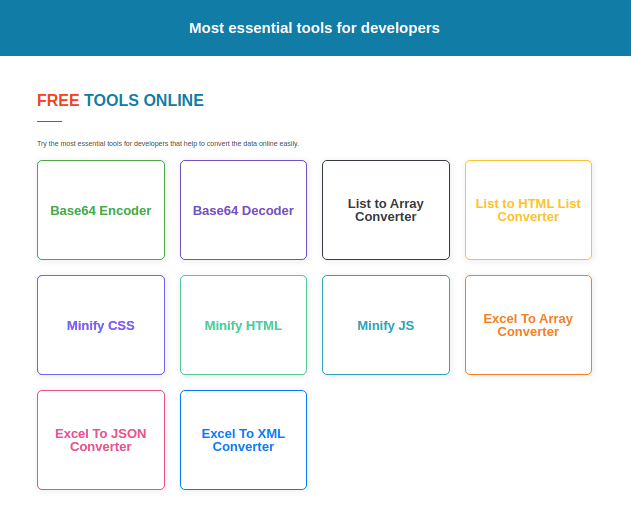 Most essential tools for developers
FREE TOOLS ONLINE
Try the most essential tools for developers that help to convert the data online easily.
Base64 Encoder
Base64 Decoder
List to Array
Converter
List to HTML List
Converter
Minify CSS
Minify HTML
Minify JS
Excel To Array
Converter
Excel To JSON
Converter
Excel To XML
Converter